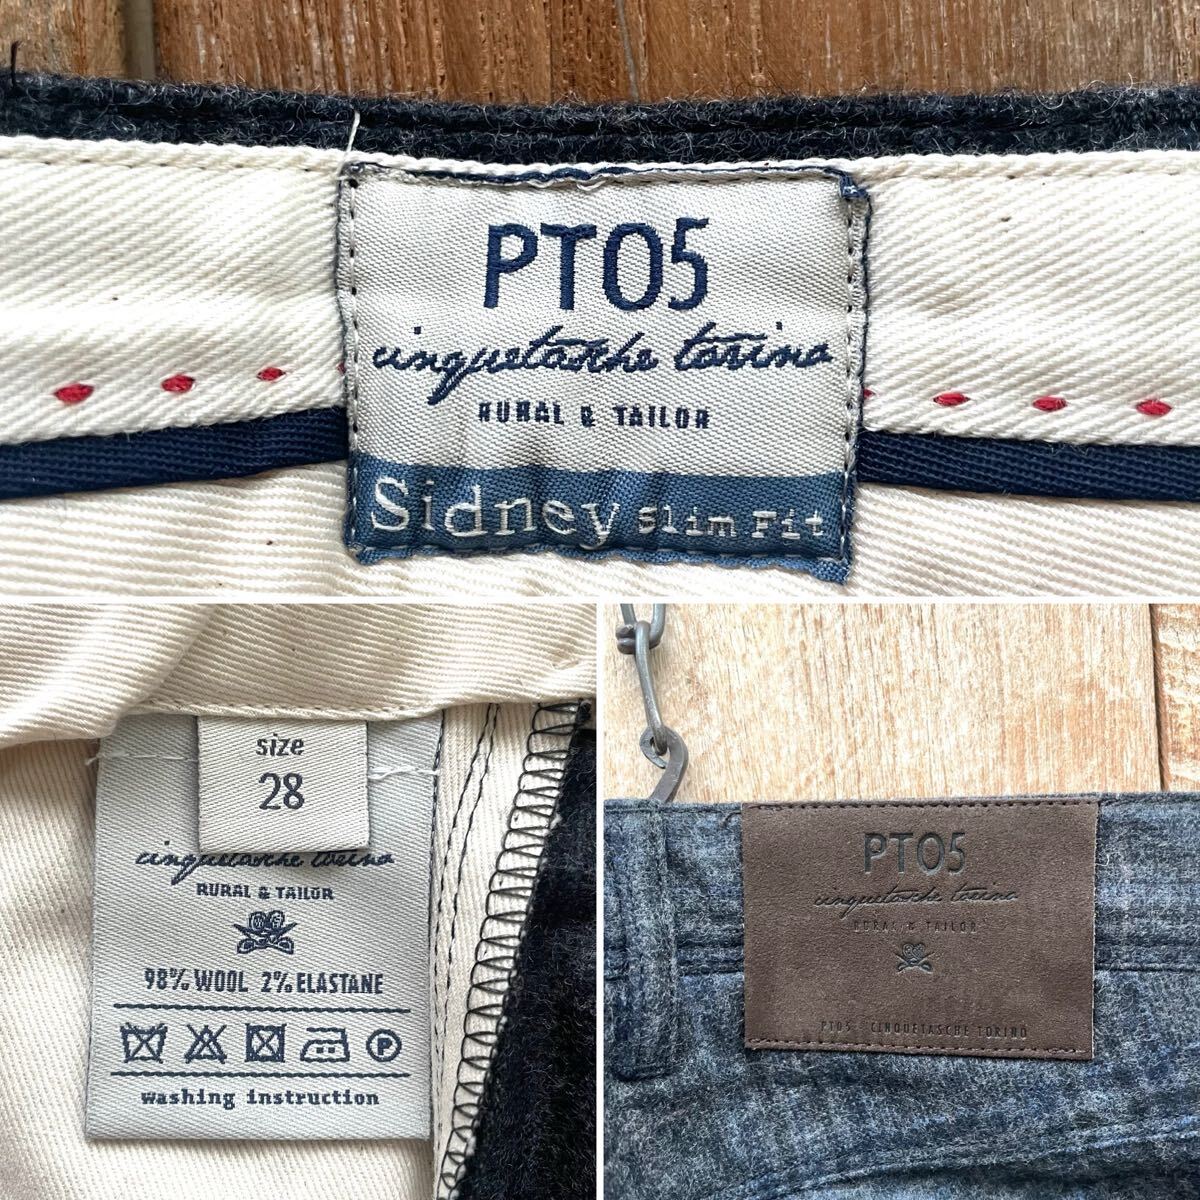 PT05
cinquetasche torino
RURAL & TAILOR
Sidney Slim Fit
size
28
cinquetasche torino
RURAL & TAILOR
98% WOOL 2% ELASTANE
P
washing instruction
PT05
cinquetasche torino
RURAL & TAILOR
PT05 CINQUETASCHE TORINO